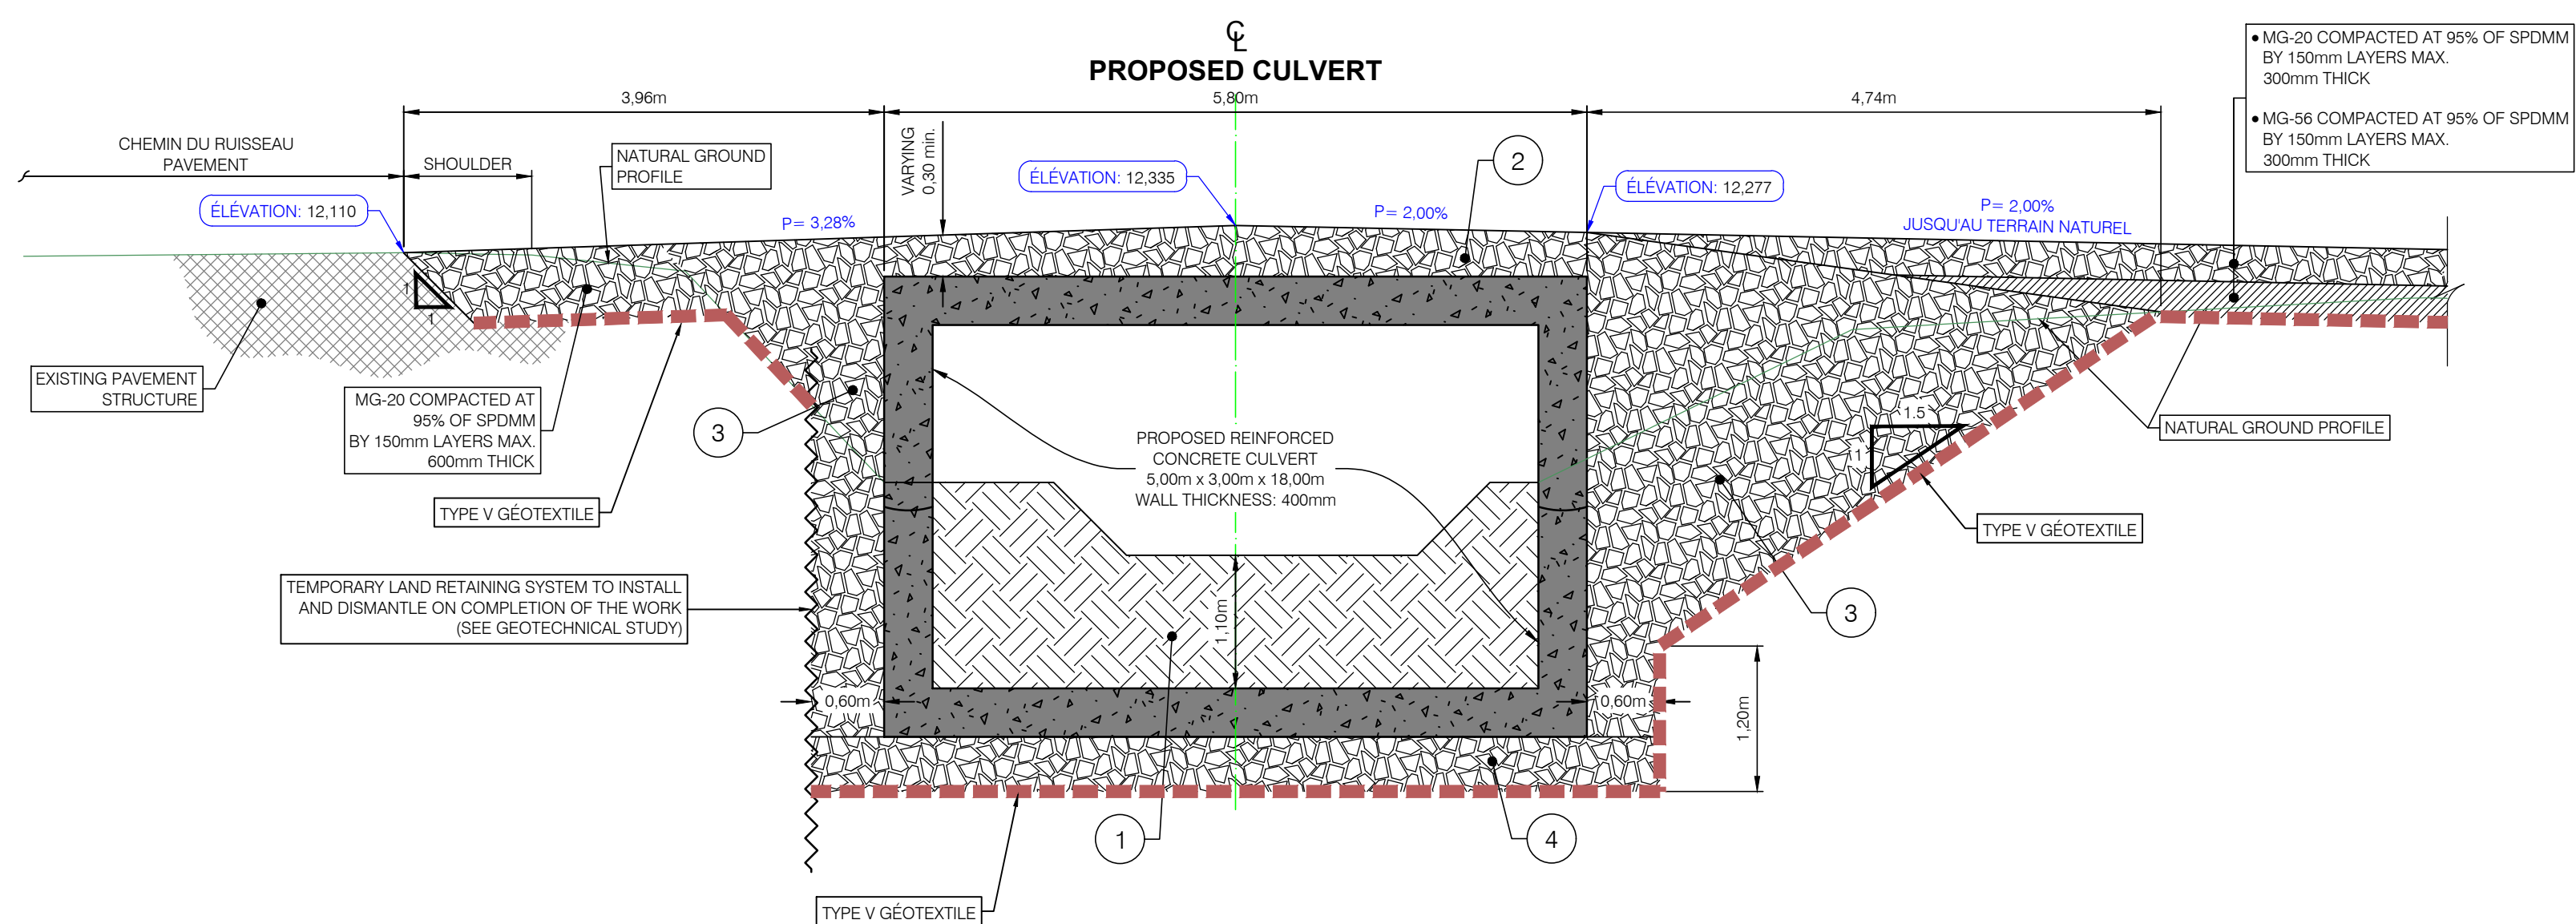 ℄
PROPOSED CULVERT
3,96m
5,80m
4,74m
• MG-20 COMPACTED AT 95% OF SPDMM
BY 150mm LAYERS MAX.
300mm THICK
• MG-56 COMPACTED AT 95% OF SPDMM
BY 150mm LAYERS MAX.
300mm THICK
CHEMIN DU RUISSEAU
PAVEMENT
SHOULDER
NATURAL GROUND
PROFILE
VARYING
0,30 min.
ÉLÉVATION: 12,335
2
ÉLÉVATION: 12,277
ÉLÉVATION: 12,110
P= 3,28%
P= 2,00%
P= 2,00%
JUSQU'AU TERRAIN NATUREL
1
1
EXISTING PAVEMENT
STRUCTURE
MG-20 COMPACTED AT
95% OF SPDMM
BY 150mm LAYERS MAX.
600mm THICK
3
PROPOSED REINFORCED
CONCRETE CULVERT
5,00m x 3,00m x 18,00m
WALL THICKNESS: 400mm
1.5
1
NATURAL GROUND PROFILE
TYPE V GÉOTEXTILE
TYPE V GÉOTEXTILE
TEMPORARY LAND RETAINING SYSTEM TO INSTALL
AND DISMANTLE ON COMPLETION OF THE WORK
(SEE GEOTECHNICAL STUDY)
1,10m
3
0,60m
0,60m
1,20m
1
4
TYPE V GÉOTEXTILE